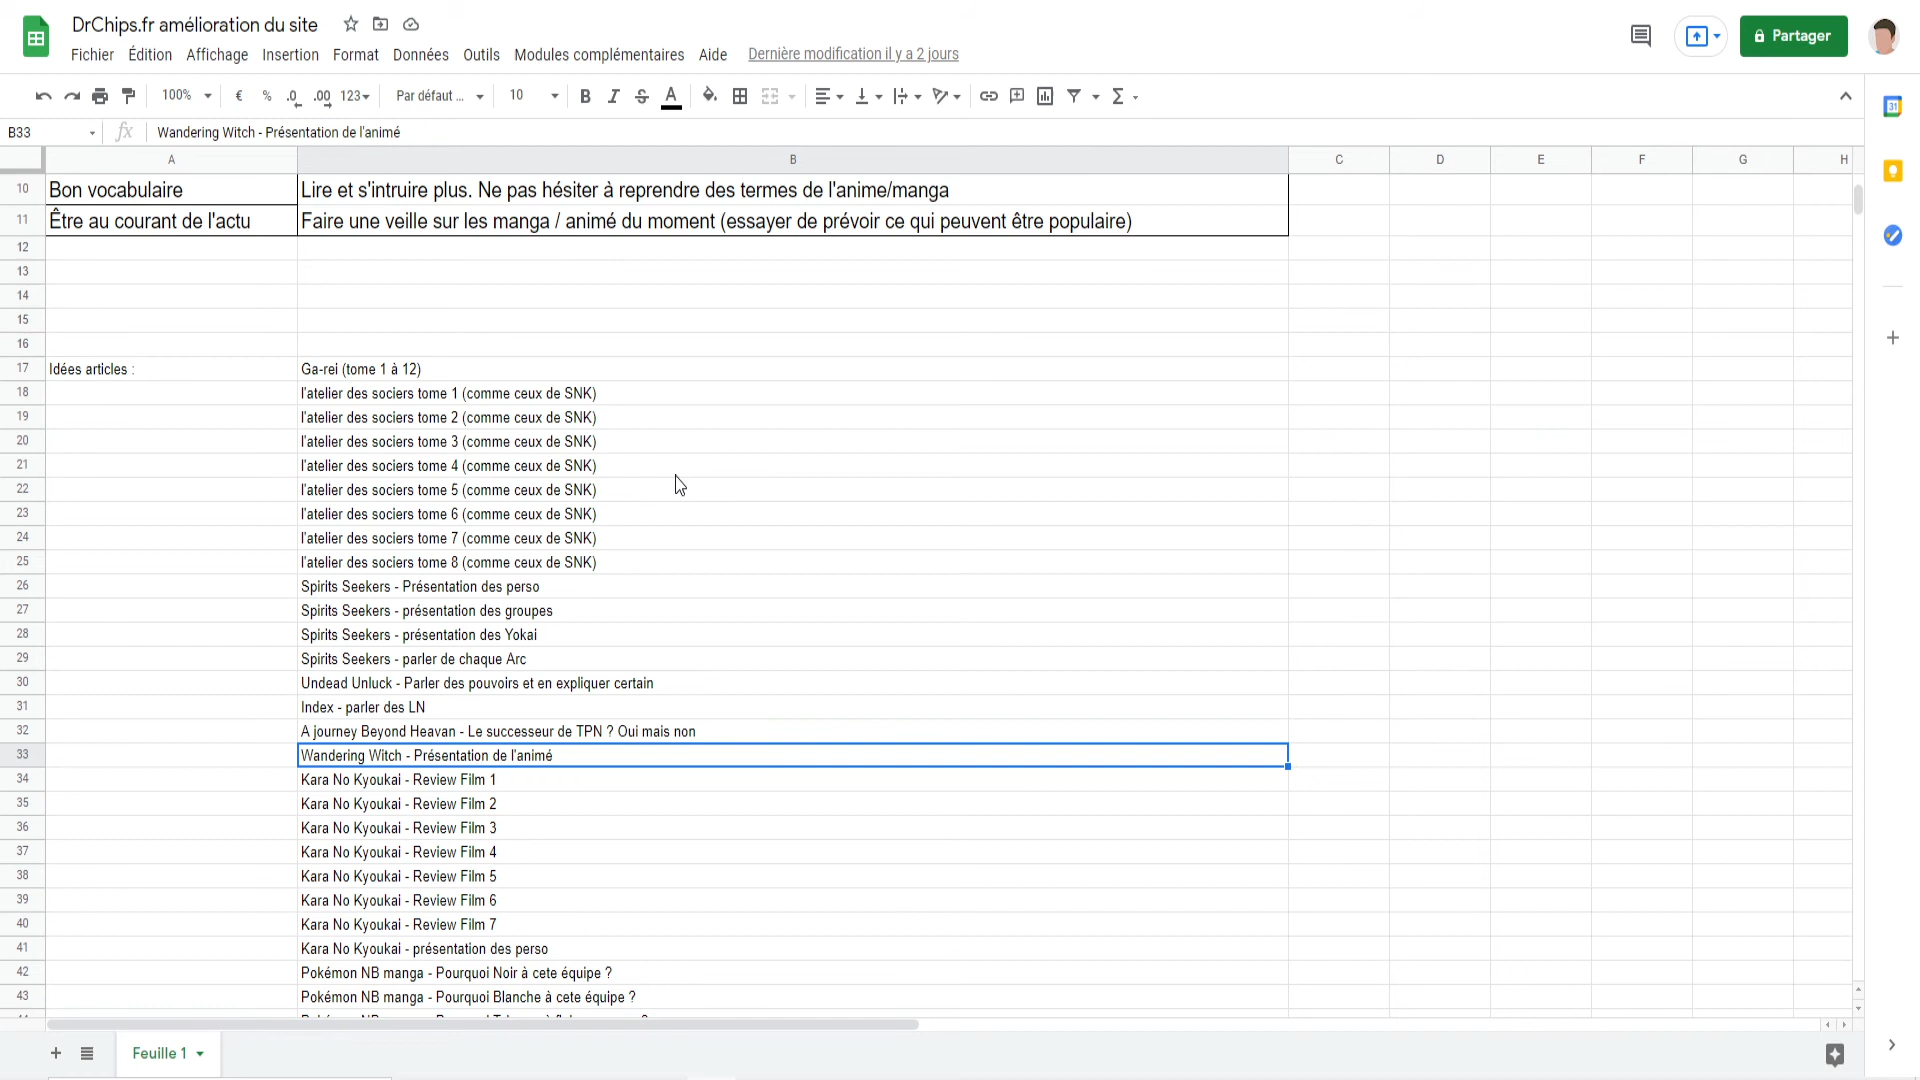 DrChips.fr amélioration du site
Fichier Édition Affichage Insertion Format Données Outils Modules complémentaires Aide Dernière modification il y a 2 jours
Partager
100% € % .0 .00 123 Par défaut ... 10 B I S A Σ
31
B33 fx Wandering Witch - Présentation de l'animé
A B C D E F G H
10 Bon vocabulaire Lire et s'intruire plus. Ne pas hésiter à reprendre des termes de l'anime/manga
11 Être au courant de l'actu Faire une veille sur les manga / animé du moment (essayer de prévoir ce qui peuvent être populaire)
12
13
14
15
16
17 Idées articles : Ga-rei (tome 1 à 12)
18 l'atelier des sociers tome 1 (comme ceux de SNK)
19 l'atelier des sociers tome 2 (comme ceux de SNK)
20 l'atelier des sociers tome 3 (comme ceux de SNK)
21 l'atelier des sociers tome 4 (comme ceux de SNK)
22 l'atelier des sociers tome 5 (comme ceux de SNK)
23 l'atelier des sociers tome 6 (comme ceux de SNK)
24 l'atelier des sociers tome 7 (comme ceux de SNK)
25 l'atelier des sociers tome 8 (comme ceux de SNK)
26 Spirits Seekers - Présentation des perso
27 Spirits Seekers - présentation des groupes
28 Spirits Seekers - présentation des Yokai
29 Spirits Seekers - parler de chaque Arc
30 Undead Unluck - Parler des pouvoirs et en expliquer certain
31 Index - parler des LN
32 A journey Beyond Heavan - Le successeur de TPN ? Oui mais non
33 Wandering Witch - Présentation de l'animé
34 Kara No Kyoukai - Review Film 1
35 Kara No Kyoukai - Review Film 2
36 Kara No Kyoukai - Review Film 3
37 Kara No Kyoukai - Review Film 4
38 Kara No Kyoukai - Review Film 5
39 Kara No Kyoukai - Review Film 6
40 Kara No Kyoukai - Review Film 7
41 Kara No Kyoukai - présentation des perso
42 Pokémon NB manga - Pourquoi Noir à cete équipe ?
43 Pokémon NB manga - Pourquoi Blanche à cete équipe ?
Feuille 1